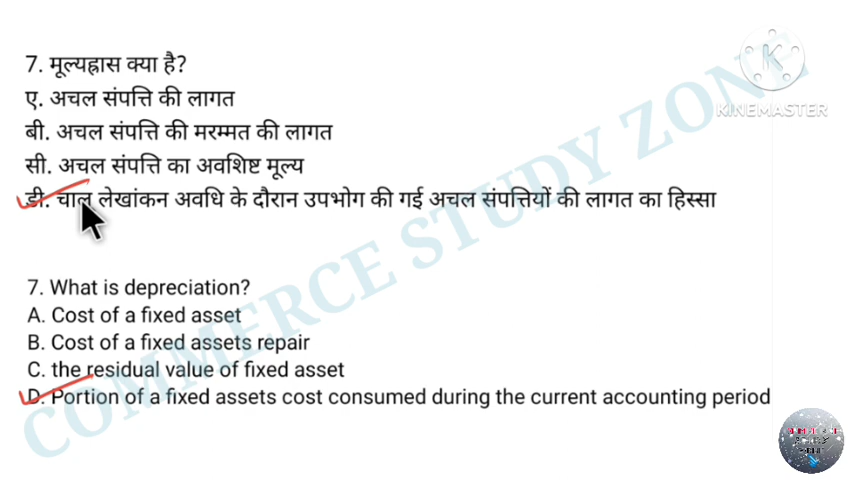 7. मूल्यह्रास क्या है?
ए. अचल संपत्ति की लागत
बी. अचल संपत्ति की मरम्मत की लागत
सी. अचल संपत्ति का अवशिष्ट मूल्य
डी. चालू लेखांकन अवधि के दौरान उपभोग की गई अचल संपत्तियों की लागत का हिस्सा
7. What is depreciation?
A. Cost of a fixed asset
B. Cost of a fixed assets repair
C. the residual value of fixed asset
D. Portion of a fixed assets cost consumed during the current accounting period
COMMERCE STUDY ZONE
K
KINEMASTER